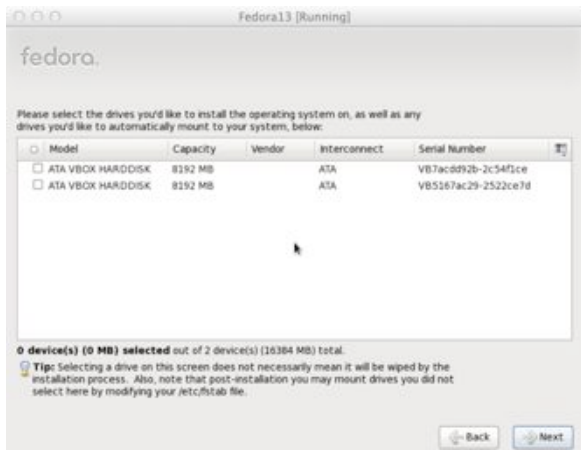 Fedora13 [Running]
fedora.
Please select the drives you'd like to install the operating system on, as well as any
drives you'd like to automatically mount to your system, below:
Model Capacity Vendor Interconnect Serial Number
ATA VBOX HARDDISK 8192 MB ATA VB7acdd92b-2c54f1ce
ATA VBOX HARDDISK 8192 MB ATA VB5167ac29-2522ce7d
0 device(s) (0 MB) selected out of 2 device(s) (16384 MB) total.
Tip: Selecting a drive on this screen does not necessarily mean it will be wiped by the
installation process. Also, note that post-installation you may mount drives you did not
select here by modifying your /etc/fstab file.
Back Next